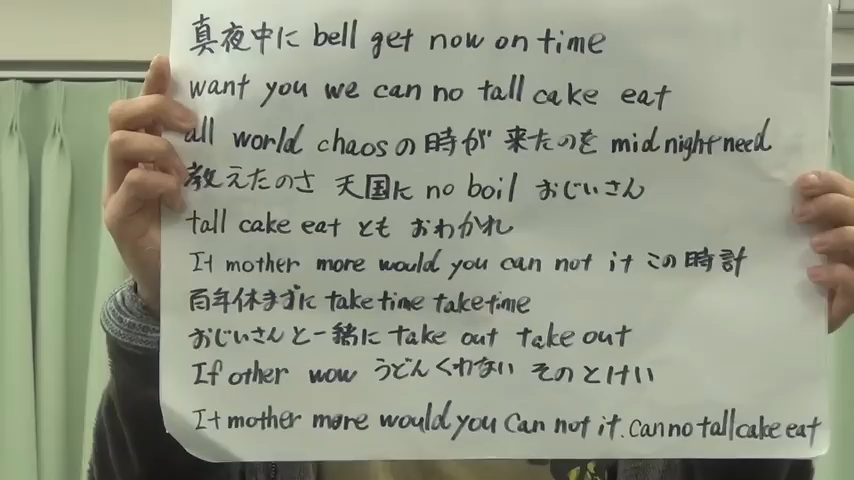 真夜中に bell get now on time
want you we can no tall cake eat
all world chaosの時が来たのを midnight need
教えたのさ 天国に no boil おじいさん
tall cake eat とも おわかれ
It mother more would you can not it この時計
百年休まずに take time take time
おじいさんと一緒に take out take out
If other wow うどんくわない そのとけい
It mother more would you can not it. can no tall cake eat